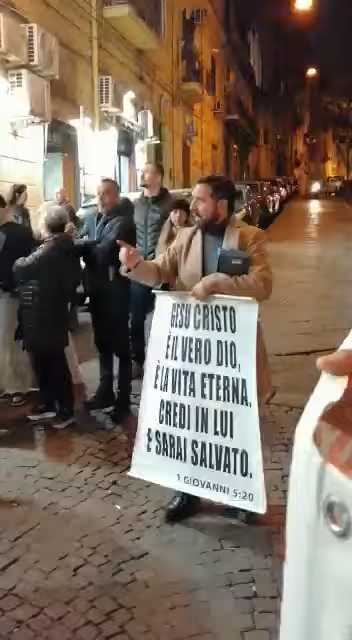 GESU CRISTO
È IL VERO DIO,
E LA VITA ETERNA.
CREDI IN LUI
E SARAI SALVATO.
1 GIOVANNI 5:20